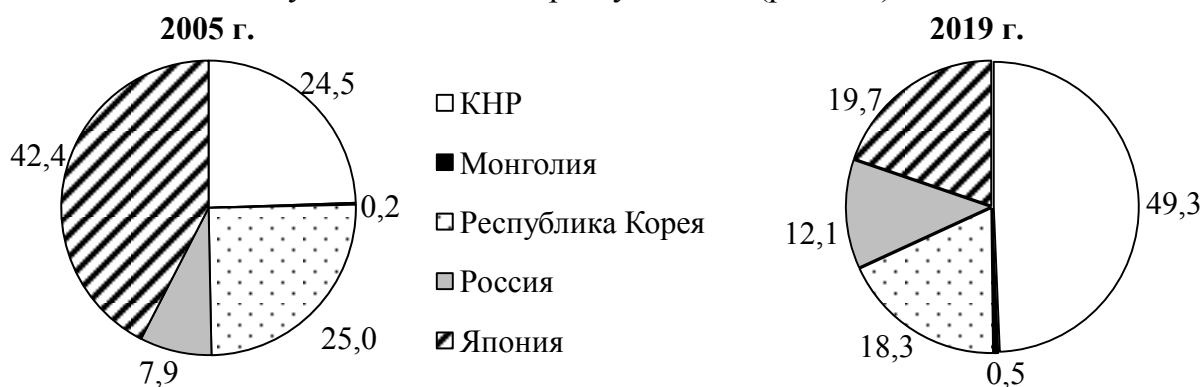 2005 г.
2019 г.
24,5
0,2
25,0
7,9
42,4
КНР
Монголия
Республика Корея
Россия
Япония
19,7
49,3
12,1
18,3
0,5